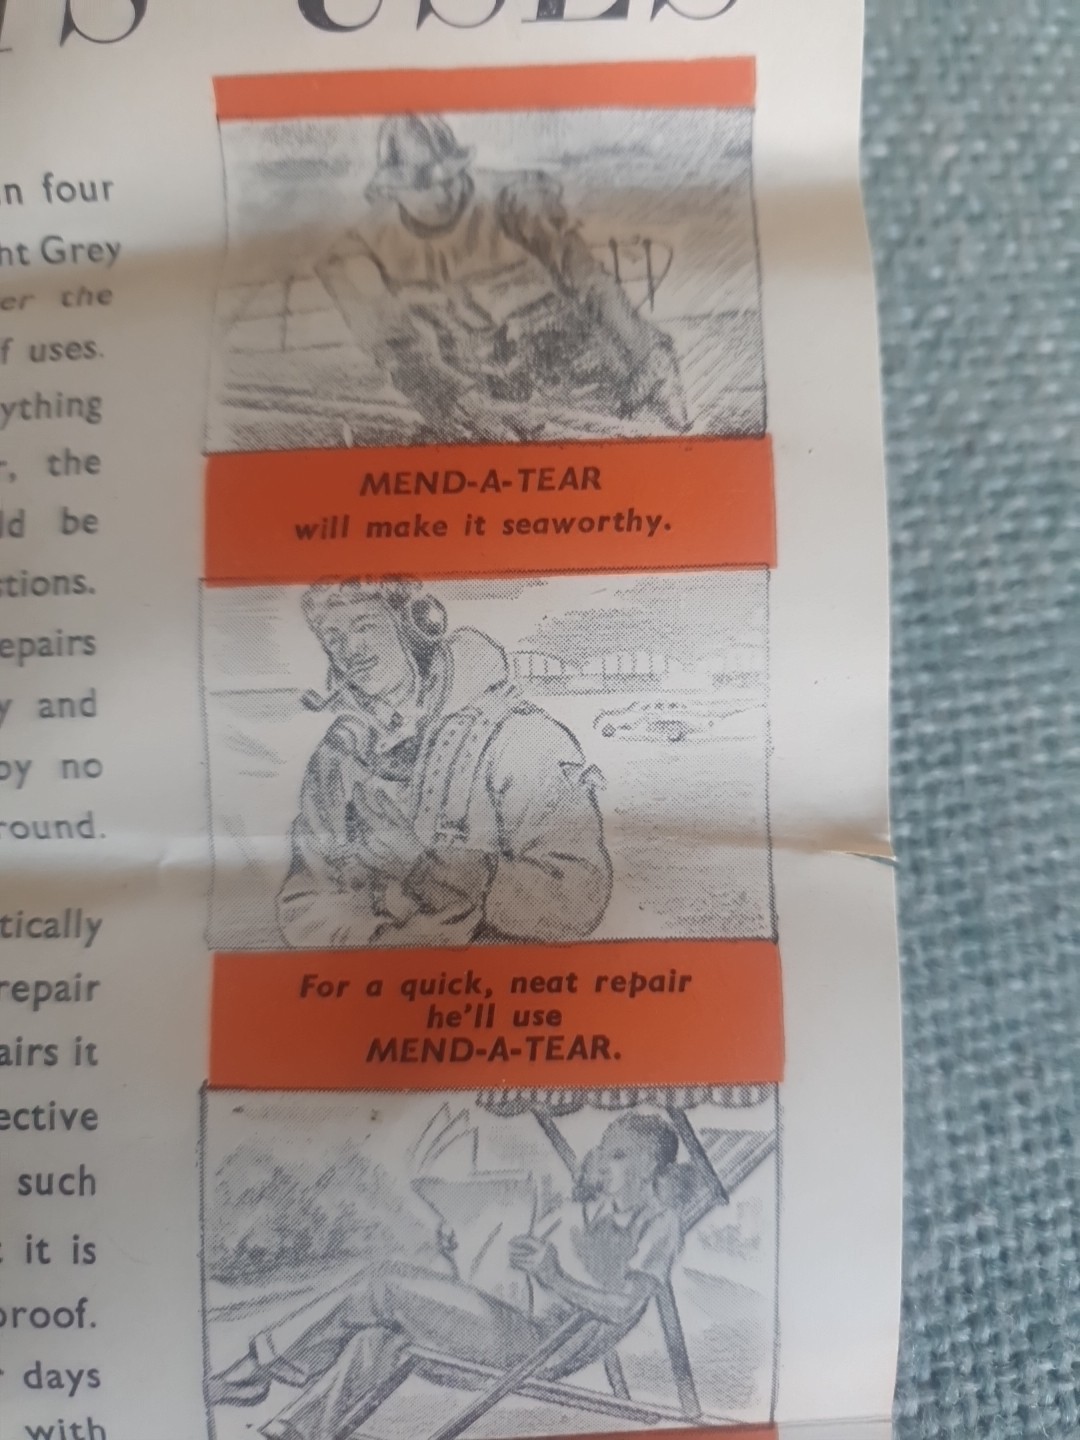 USES
n four
ht Grey
er the
f uses.
ything
r, the
ld be
stions.
epairs
y and
by no
round.
tically
repair
airs it
ective
such
it is
proof.
days
with
MEND-A-TEAR
will make it seaworthy.
For a quick, neat repair
he'll use
MEND-A-TEAR.